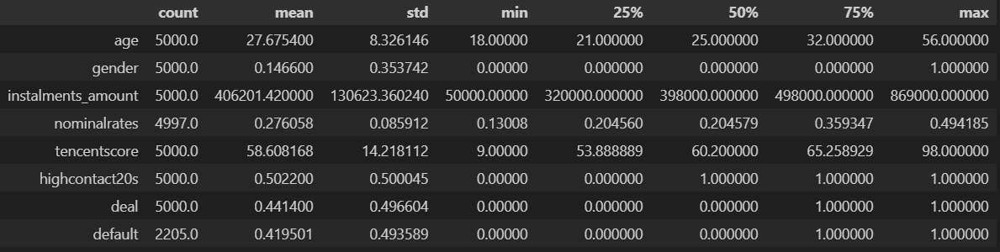 count mean std min 25% 50% 75% max
age 5000.0 27.675400 8.326146 18.00000 21.000000 25.000000 32.000000 56.000000
gender 5000.0 0.146600 0.353742 0.00000 0.000000 0.000000 0.000000 1.000000
instalments_amount 5000.0 406201.420000 130623.360240 50000.00000 320000.000000 398000.000000 498000.000000 869000.000000
nominalrates 4997.0 0.276058 0.085912 0.13008 0.204560 0.204579 0.359347 0.494185
tencentscore 5000.0 58.608168 14.218112 9.00000 53.888889 60.200000 65.258929 98.000000
highcontact20s 5000.0 0.502200 0.500045 0.00000 0.000000 1.000000 1.000000 1.000000
deal 5000.0 0.441400 0.496604 0.00000 0.000000 0.000000 1.000000 1.000000
default 2205.0 0.419501 0.493589 0.00000 0.000000 0.000000 1.000000 1.000000